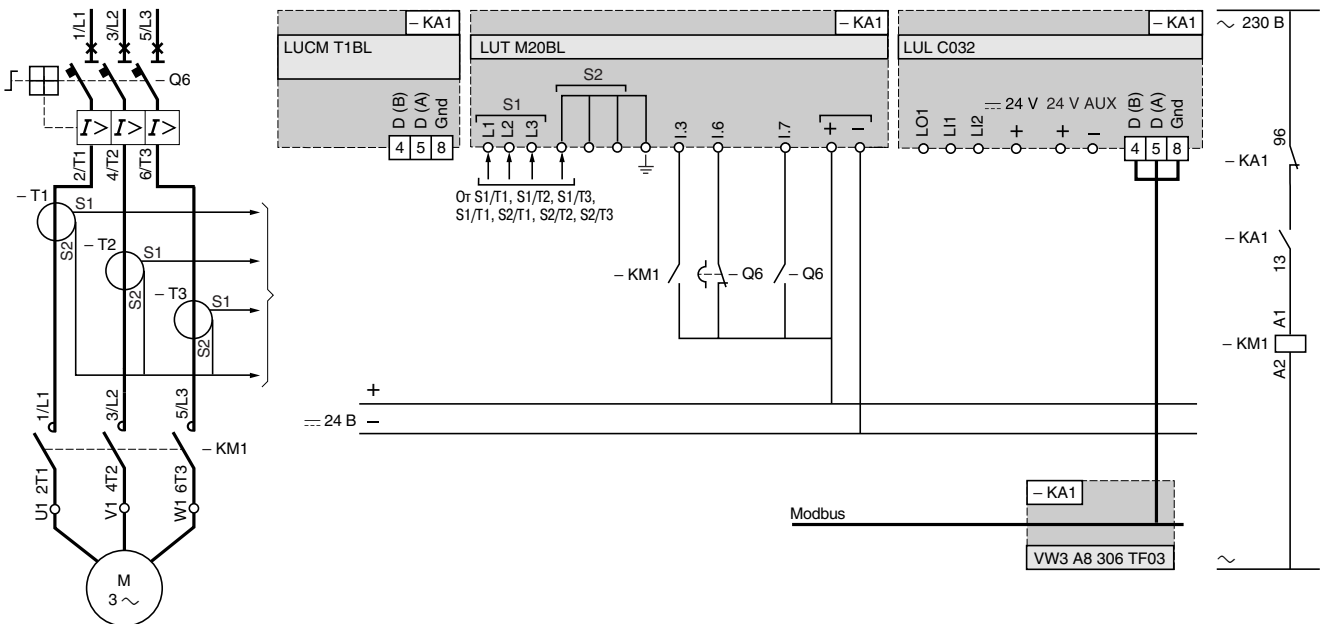 1/L1
3/L2
5/L3
– Q6
I> I> I>
2/T1
4/T2
6/T3
– T1
S1
S2
– T2
S1
S2
– T3
S1
S2
1/L1
3/L2
5/L3
– KM1
U1 2T1
V1 4T2
W1 6T3
M
3 ~
– KA1
LUCM T1BL
D (B)
D (A)
Gnd
4 5 8
– KA1
LUT M20BL
S2
S1
L1
L2
L3
I.3
I.6
I.7
+
–
От S1/T1, S1/T2, S1/T3,
S1/T1, S2/T1, S2/T2, S2/T3
– KM1
– Q6
– Q6
+
24 В –
– KA1
LUL C032
24 V
24 V AUX
LO1
LI1
LI2
+
+
–
D (B)
D (A)
Gnd
4 5 8
– KA1
Modbus
VW3 A8 306 TF03
~ 230 В
96
– KA1
– KA1
13
A1
– KM1
A2
~